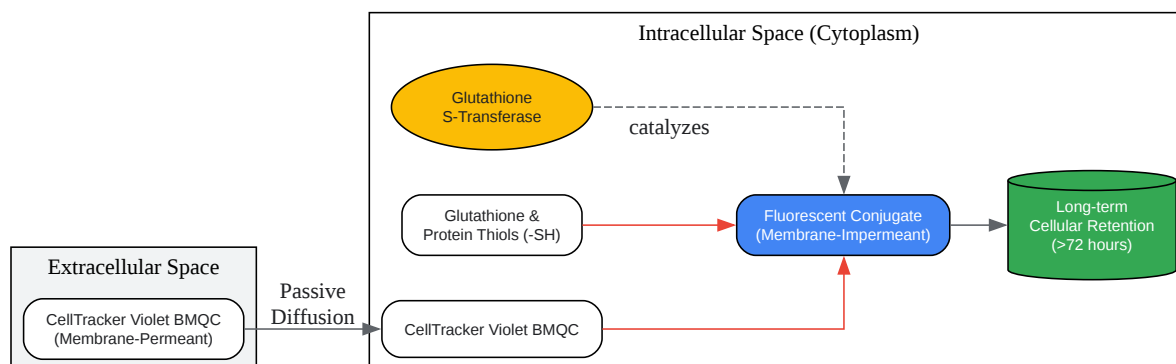 Intracellular Space (Cytoplasm)
Glutathione
S-Transferase
catalyzes
Glutathione &
Protein Thiols (-SH)
Fluorescent Conjugate
(Membrane-Impermeant)
Long-term
Cellular Retention
(>72 hours)
Extracellular Space
CellTracker Violet BMQC
(Membrane-Permeant)
Passive
Diffusion
CellTracker Violet BMQC